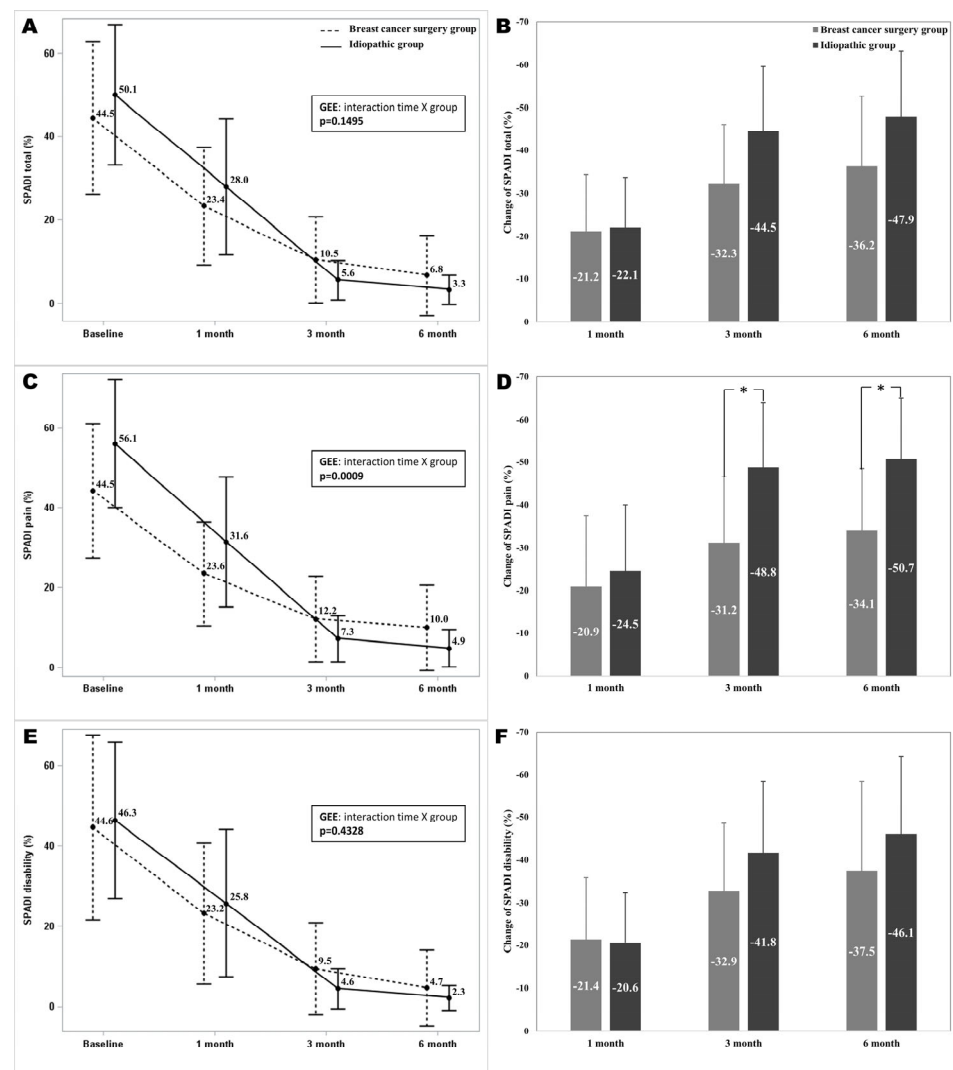 A
Breast cancer surgery group
Idiopathic group
GEE: interaction time X group
p=0.1495
SPADI total (%)
60
40
20
0
44.5
50.1
23.4
28.0
10.5
5.6
6.8
3.3
Baseline
1 month
3 month
6 month
B
Breast cancer surgery group
Idiopathic group
Change of SPADI total (%)
-70
-60
-50
-40
-30
-20
-10
0
-21.2
-22.1
-32.3
-44.5
-36.2
-47.9
1 month
3 month
6 month
C
GEE: interaction time X group
p=0.0009
SPADI pain (%)
60
40
20
0
44.5
56.1
23.6
31.6
12.2
7.3
10.0
4.9
Baseline
1 month
3 month
6 month
D
Change of SPADI pain (%)
-70
-60
-50
-40
-30
-20
-10
0
*
*
-20.9
-24.5
-31.2
-48.8
-34.1
-50.7
1 month
3 month
6 month
E
GEE: interaction time X group
p=0.4328
SPADI disability (%)
60
40
20
0
44.6
46.3
23.2
25.8
9.5
4.6
4.7
2.3
Baseline
1 month
3 month
6 month
F
Change of SPADI disability (%)
-70
-60
-50
-40
-30
-20
-10
0
-21.4
-20.6
-32.9
-41.8
-37.5
-46.1
1 month
3 month
6 month